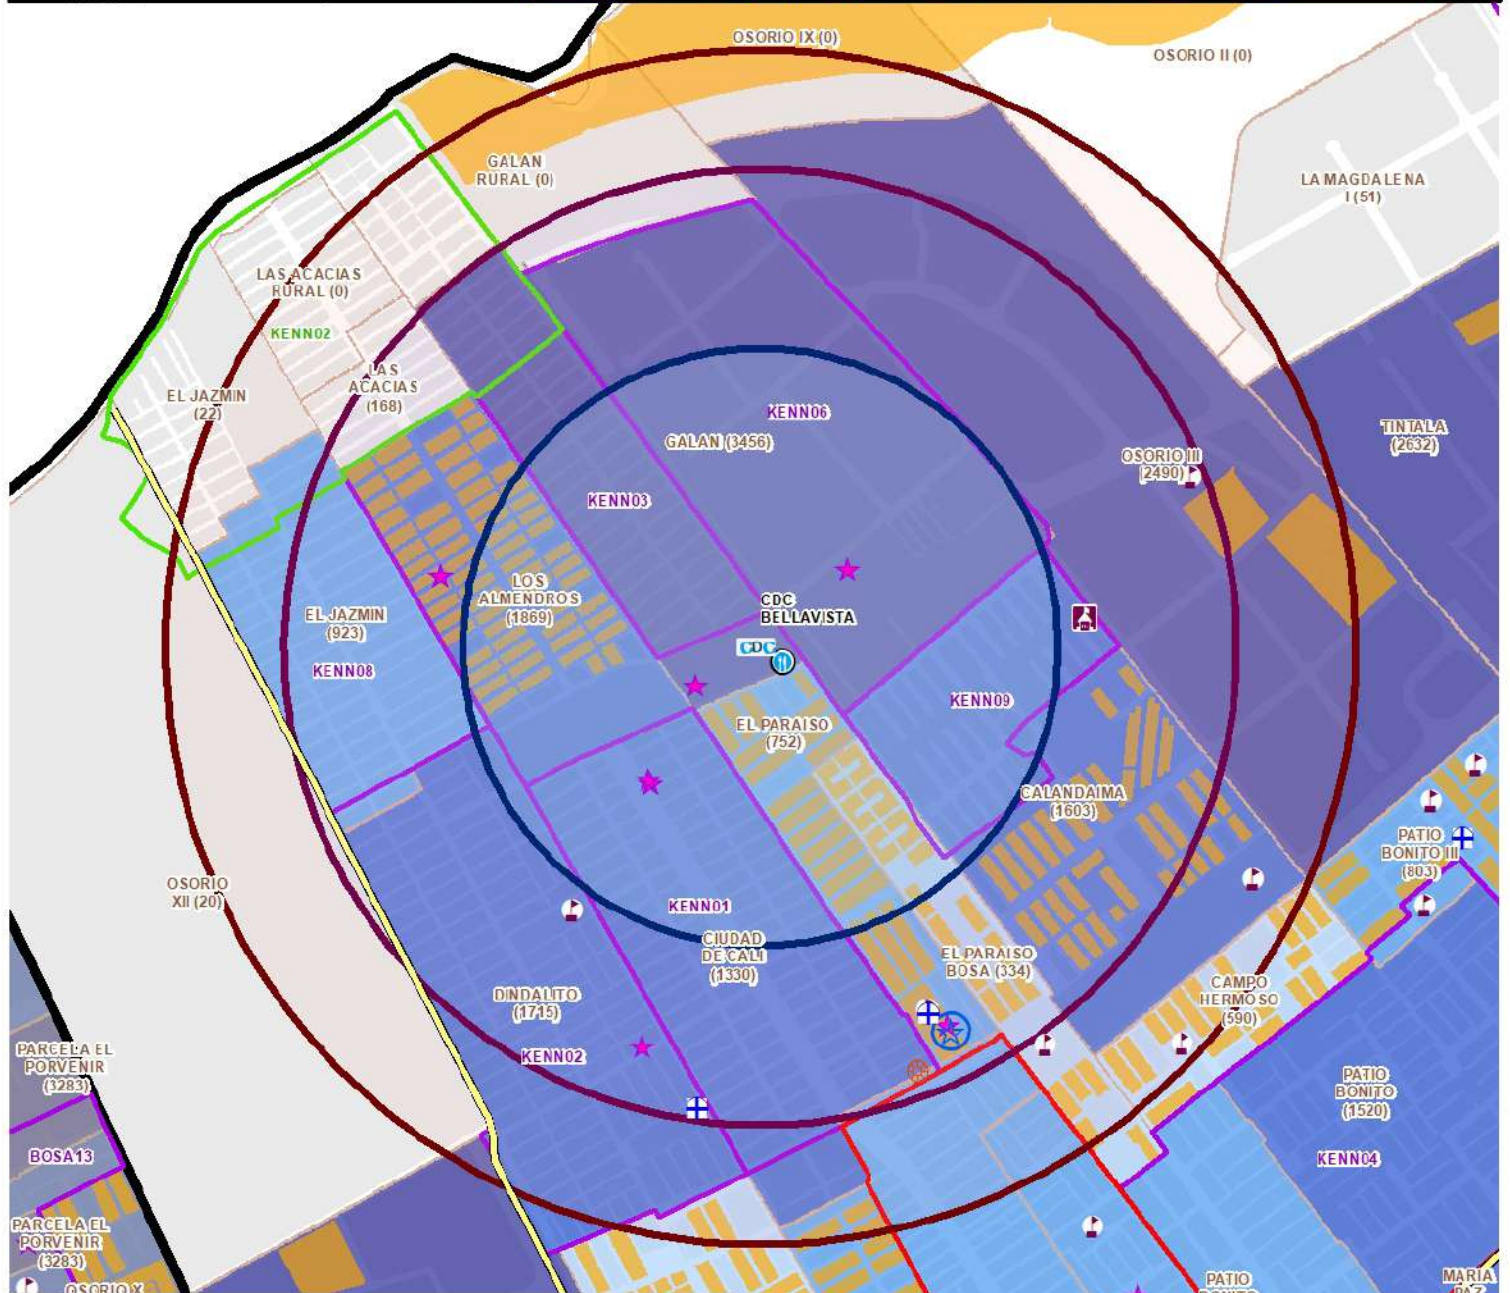 OSORIO IX (0)
OSORIO II (0)
GALAN
RURAL (0)
LA MAGDALENA
I (51)
LAS ACACIAS
RURAL (0)
KENN02
LAS
ACACIAS
(168)
EL JAZMIN
(22)
KENN06
GALAN (3456)
TINTALA
(2632)
OSORIO III
(2490)
KENN03
LOS
ALMENDROS
(1869)
CDC
BELLAVISTA
EL JAZMIN
(923)
CDC
KENN08
KENN09
EL PARAISO
(752)
CALANDAIMA
(1603)
PATIO
BONITO III
(803)
OSORIO
XII (20)
KENN01
CIUDAD
DE CALI
(1330)
EL PARAISO
BOSA (334)
CAMPO
HERMOSO
(590)
DINDALITO
(1715)
KENN02
PARCELA EL
PORVENIR
(3283)
PATIO
BONITO
(1520)
BOSA13
KENN04
PARCELA EL
PORVENIR
(3283)
OSORIO X
PATIO
BONITO
MARIA
PAZ